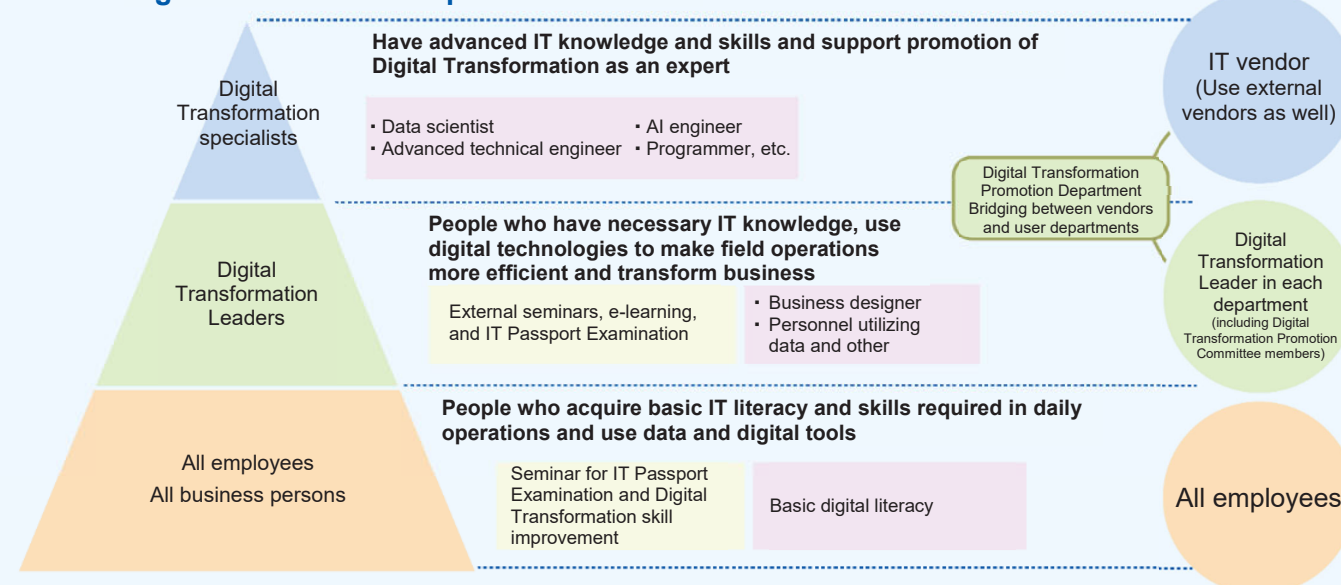 Digital
Transformation
specialists
Have advanced IT knowledge and skills and support promotion of
Digital Transformation as an expert
・Data scientist
・AI engineer
・Advanced technical engineer
・Programmer, etc.
IT vendor
(Use external
vendors as well)
Digital Transformation
Promotion Department
Bridging between vendors
and user departments
Digital
Transformation
Leaders
People who have necessary IT knowledge, use
digital technologies to make field operations
more efficient and transform business
External seminars, e-learning,
and IT Passport Examination
・Business designer
・Personnel utilizing
data and other
Digital
Transformation
Leader in each
department
(including Digital
Transformation Promotion
Committee members)
All employees
All business persons
People who acquire basic IT literacy and skills required in daily
operations and use data and digital tools
Seminar for IT Passport
Examination and Digital
Transformation skill
improvement
Basic digital literacy
All employees